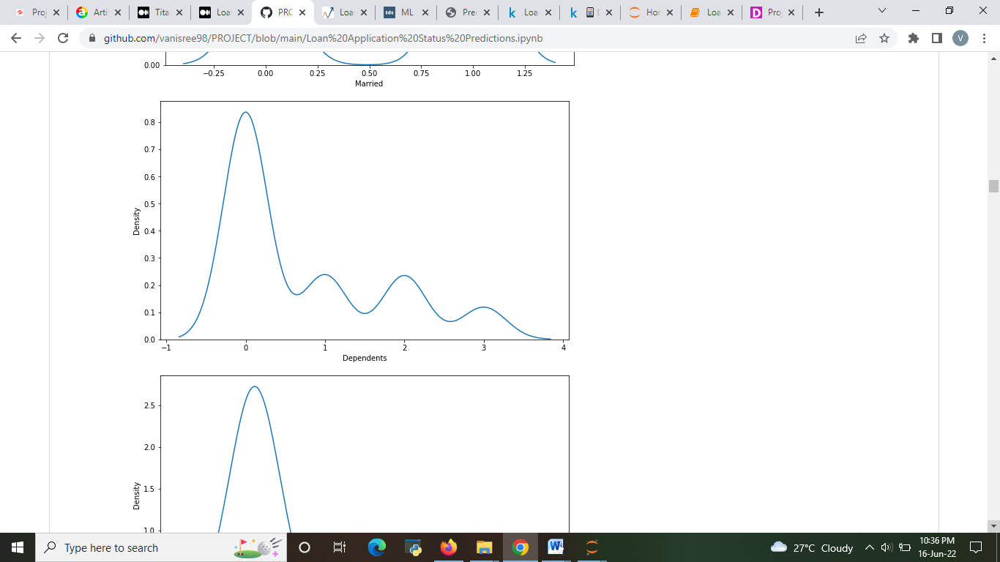 Proj
Arti
Tita
Loa
PRO
Loa
tds
ML
Prec
k
Loa
k
L
Hor
Loa
D
Proj
github.com/vanisree98/PROJECT/blob/main/Loan%20Application%20Status%20Predictions.ipynb
V
0.00
−0.25 0.00 0.25 0.50 0.75 1.00 1.25
Married
0.8
0.7
0.6
0.5
0.4
0.3
0.2
0.1
0.0
Density
−1 0 1 2 3 4
Dependents
2.5
2.0
1.5
1.0
Density
Type here to search
27°C Cloudy
10:36 PM
16-Jun-22